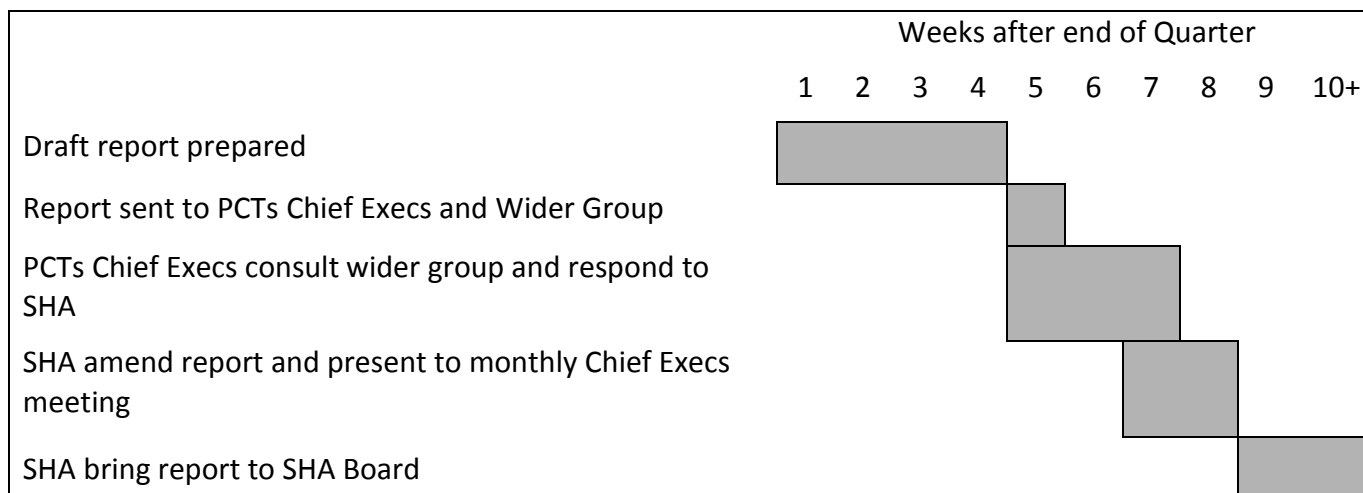 Weeks after end of Quarter
1 2 3 4 5 6 7 8 9 10+
Draft report prepared
Report sent to PCTs Chief Execs and Wider Group
PCTs Chief Execs consult wider group and respond to
SHA
SHA amend report and present to monthly Chief Execs
meeting
SHA bring report to SHA Board